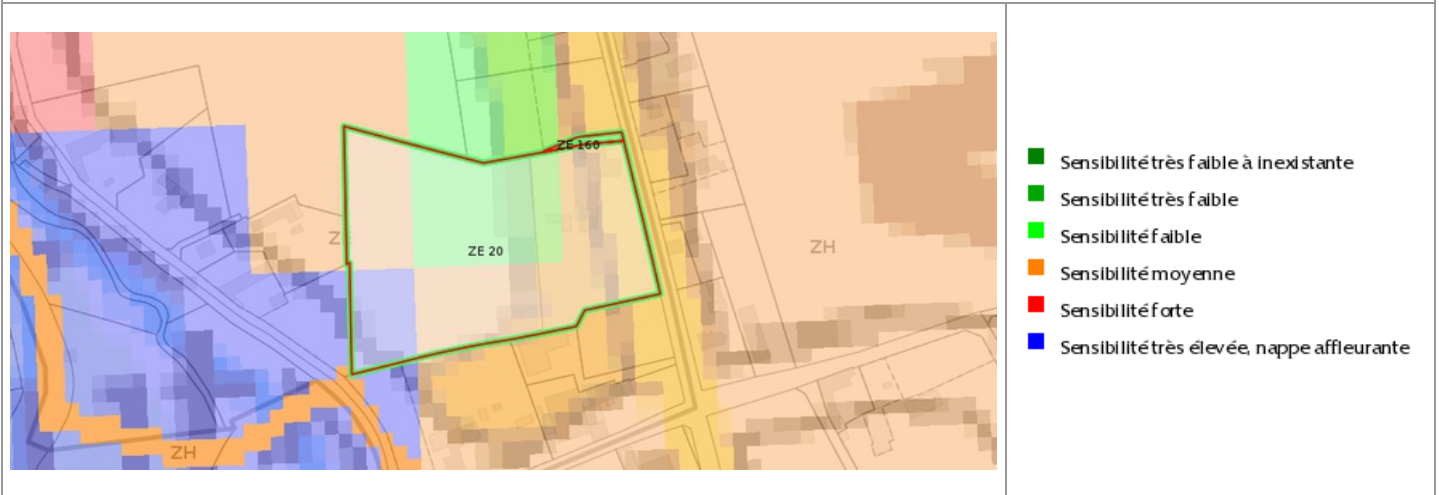 ZE 160
ZE 20
ZH
ZH
Sensibilité très faible à inexistante
Sensibilité très faible
Sensibilité faible
Sensibilité moyenne
Sensibilité forte
Sensibilité très élevée, nappe affleurante